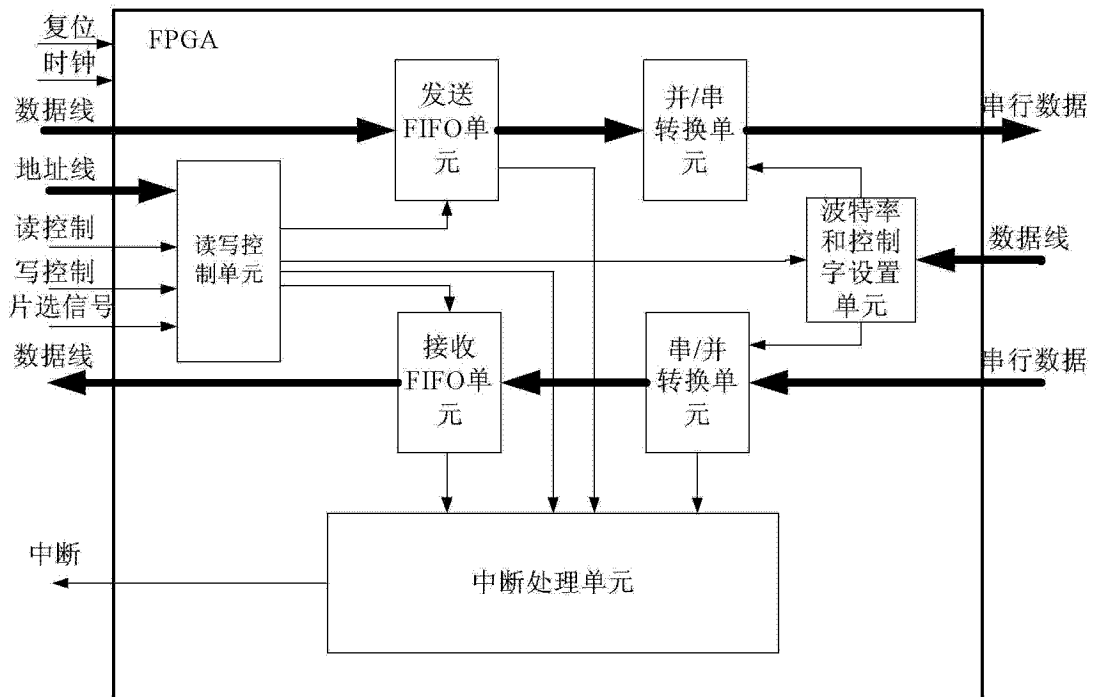 复位
时钟
FPGA
数据线
发送
FIFO单
元
并/串
转换单
元
串行数据
地址线
读控制
写控制
片选信号
读写控
制单元
波特率
和控制
字设置
单元
数据线
数据线
接收
FIFO单
元
串/并
转换单
元
串行数据
中断
中断处理单元